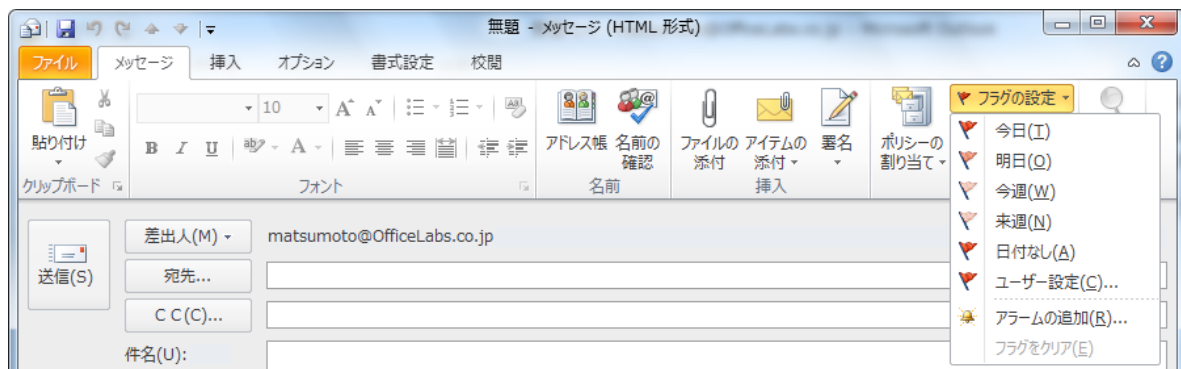 無題 - メッセージ (HTML 形式)
ファイル メッセージ 挿入 オプション 書式設定 校閲
貼り付け
クリップボード
10
B I U
フォント
アドレス帳 名前の確認
名前
ファイルの添付 アイテムの添付 署名
挿入
ポリシーの割り当て
フラグの設定
今日(T)
明日(O)
今週(W)
来週(N)
日付なし(A)
ユーザー設定(C)...
アラームの追加(R)...
フラグをクリア(E)
送信(S)
差出人(M) matsumoto@OfficeLabs.co.jp
宛先...
C C(C)...
件名(U):